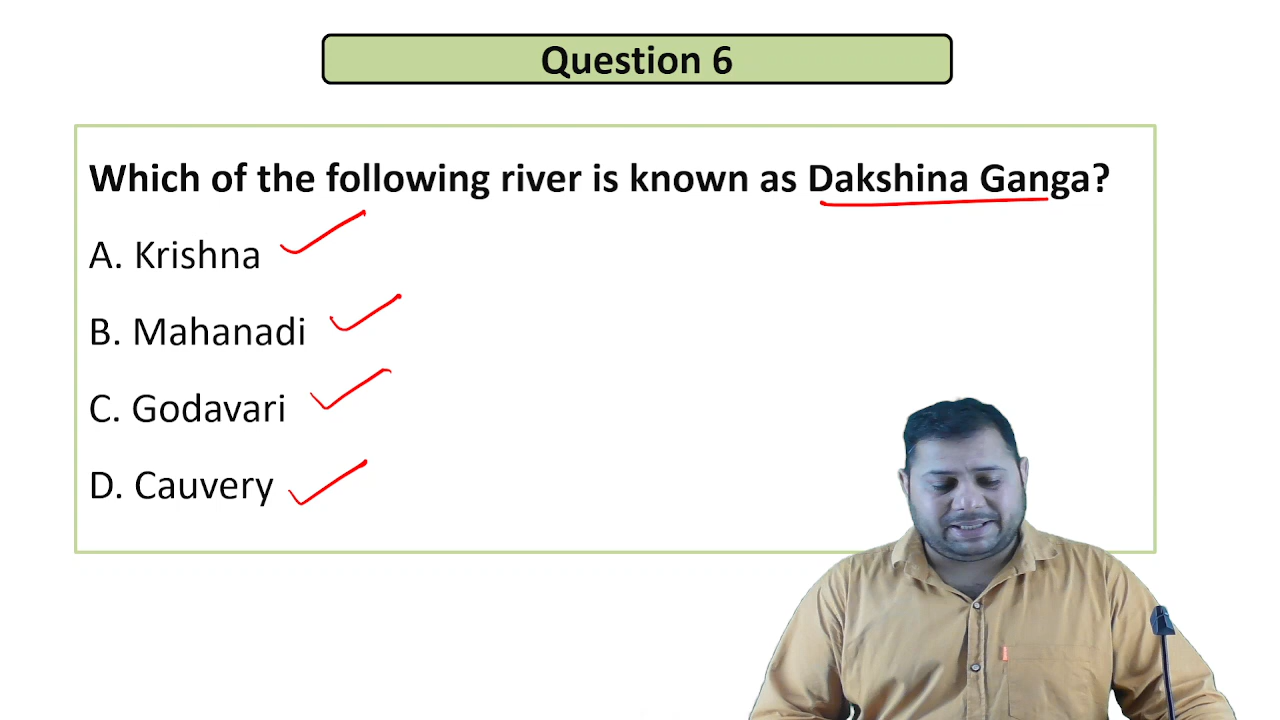 Question 6
Which of the following river is known as Dakshina Ganga?
A. Krishna
B. Mahanadi
C. Godavari
D. Cauvery